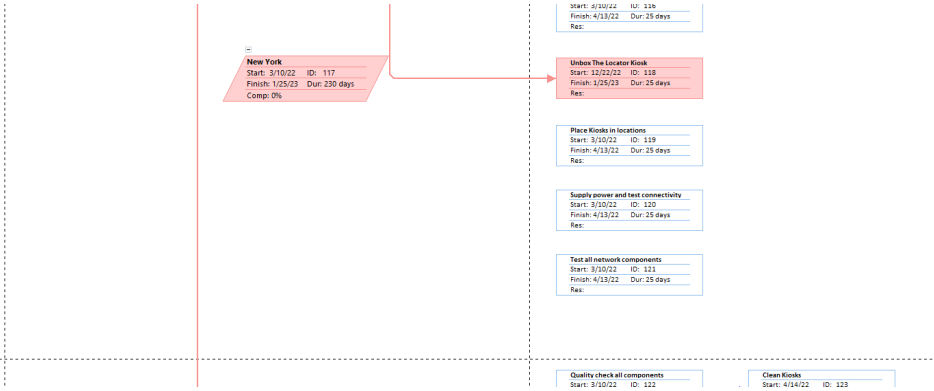 Start: 3/10/22 ID: 116
Finish: 4/13/22 Dur: 25 days
Res:
New York
Start: 3/10/22 ID: 117
Finish: 1/25/23 Dur: 230 days
Comp: 0%
Unbox The Locator Kiosk
Start: 12/22/22 ID: 118
Finish: 1/25/23 Dur: 25 days
Res:
Place Kiosks in locations
Start: 3/10/22 ID: 119
Finish: 4/13/22 Dur: 25 days
Res:
Supply power and test connectivity
Start: 3/10/22 ID: 120
Finish: 4/13/22 Dur: 25 days
Res:
Test all network components
Start: 3/10/22 ID: 121
Finish: 4/13/22 Dur: 25 days
Res:
Quality check all components
Start: 3/10/22 ID: 122
Clean Kiosks
Start: 4/14/22 ID: 123